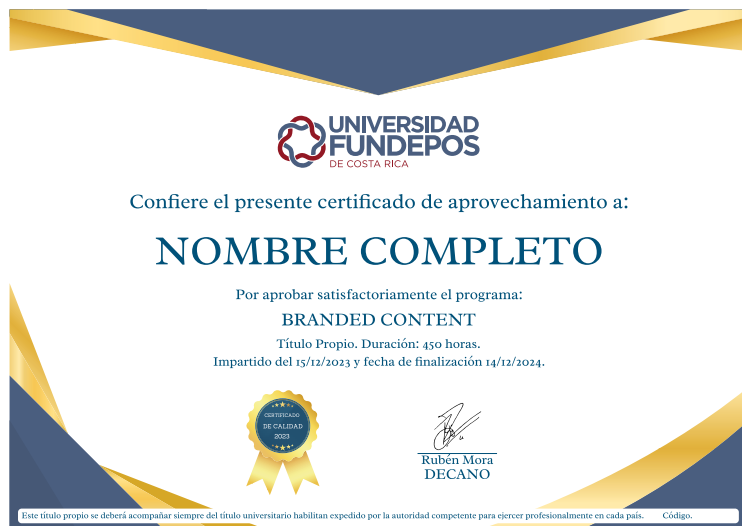 UNIVERSIDAD
FUNDEPOS
DE COSTA RICA
Confiere el presente certificado de aprovechamiento a:
NOMBRE COMPLETO
Por aprobar satisfactoriamente el programa:
BRANDED CONTENT
Título Propio. Duración: 450 horas.
Impartido del 15/12/2023 y fecha de finalización 14/12/2024.
CERTIFICADO
DE CALIDAD
2023
Rubén Mora
DECANO
Este título propio se deberá acompañar siempre del título universitario habilitan expedido por la autoridad competente para ejercer profesionalmente en cada país. Código.